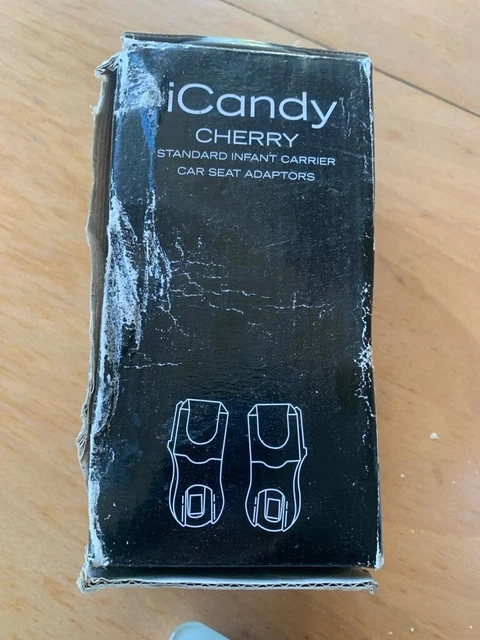 iCandy
CHERRY
STANDARD INFANT CARRIER
CAR SEAT ADAPTORS